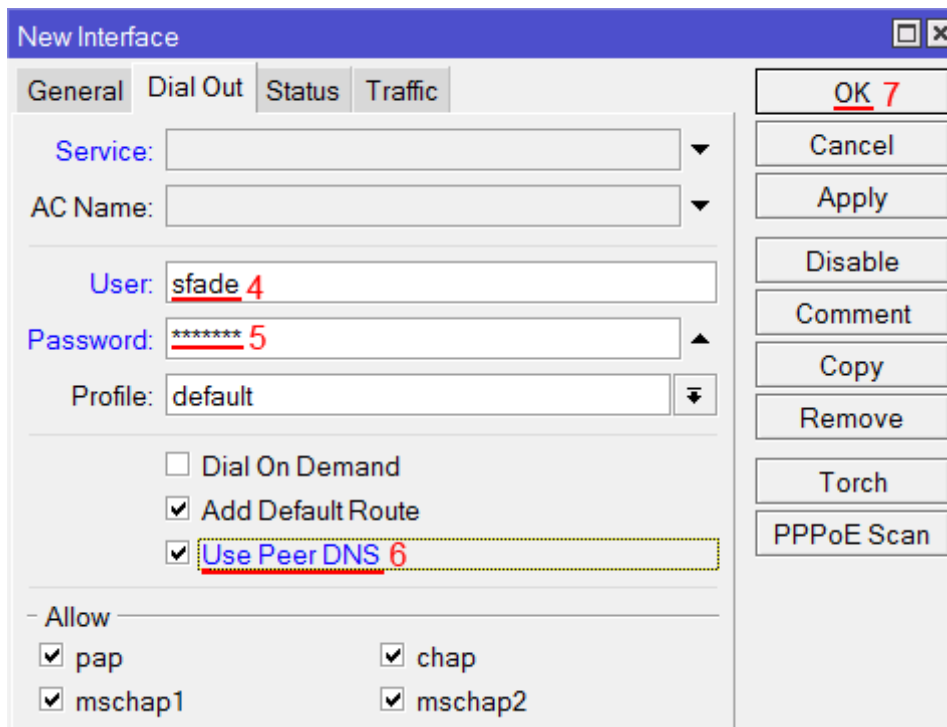 New Interface
General Dial Out Status Traffic
Service:
AC Name:
User: sfade 4
Password: ******* 5
Profile: default
Dial On Demand
Add Default Route
Use Peer DNS 6
Allow
pap chap
mschap1 mschap2
OK 7
Cancel
Apply
Disable
Comment
Copy
Remove
Torch
PPPoE Scan